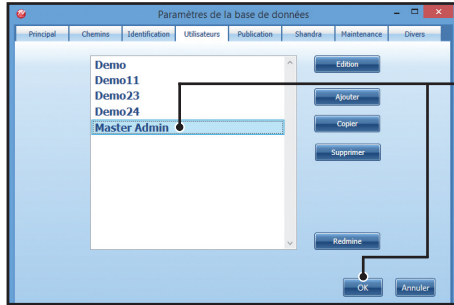 Paramètres de la base de données
Principal Chemins Identification Utilisateurs Publication Shandra Maintenance Divers
Demo
Demo11
Demo23
Demo24
Master Admin
Edition
Ajouter
Copier
Supprimer
Redmine
OK Annuler